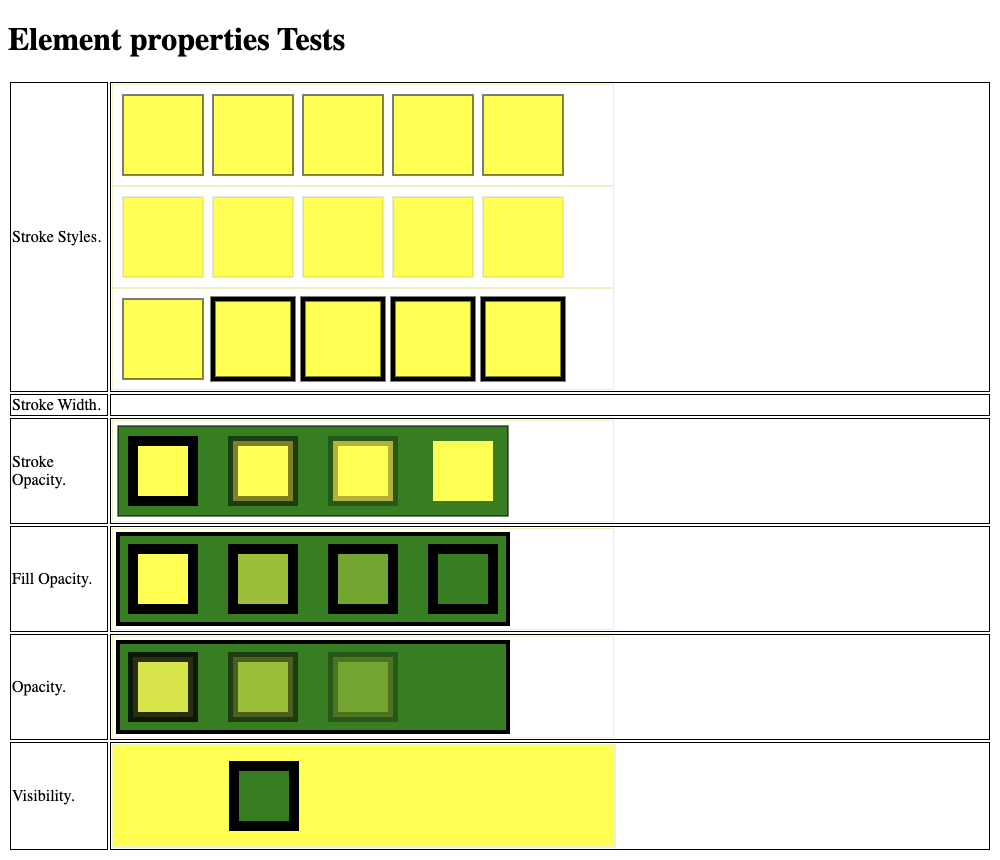 Element properties Tests
Stroke Styles.
Stroke Width.
Stroke
Opacity.
Fill Opacity.
Opacity.
Visibility.